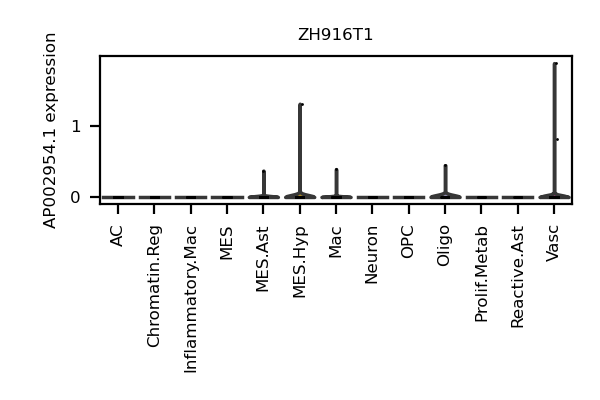 ZH916T1
AP002954.1 expression
1
0
AC
Chromatin.Reg
Inflammatory.Mac
MES
MES.Ast
MES.Hyp
Mac
Neuron
OPC
Oligo
Prolif.Metab
Reactive.Ast
Vasc